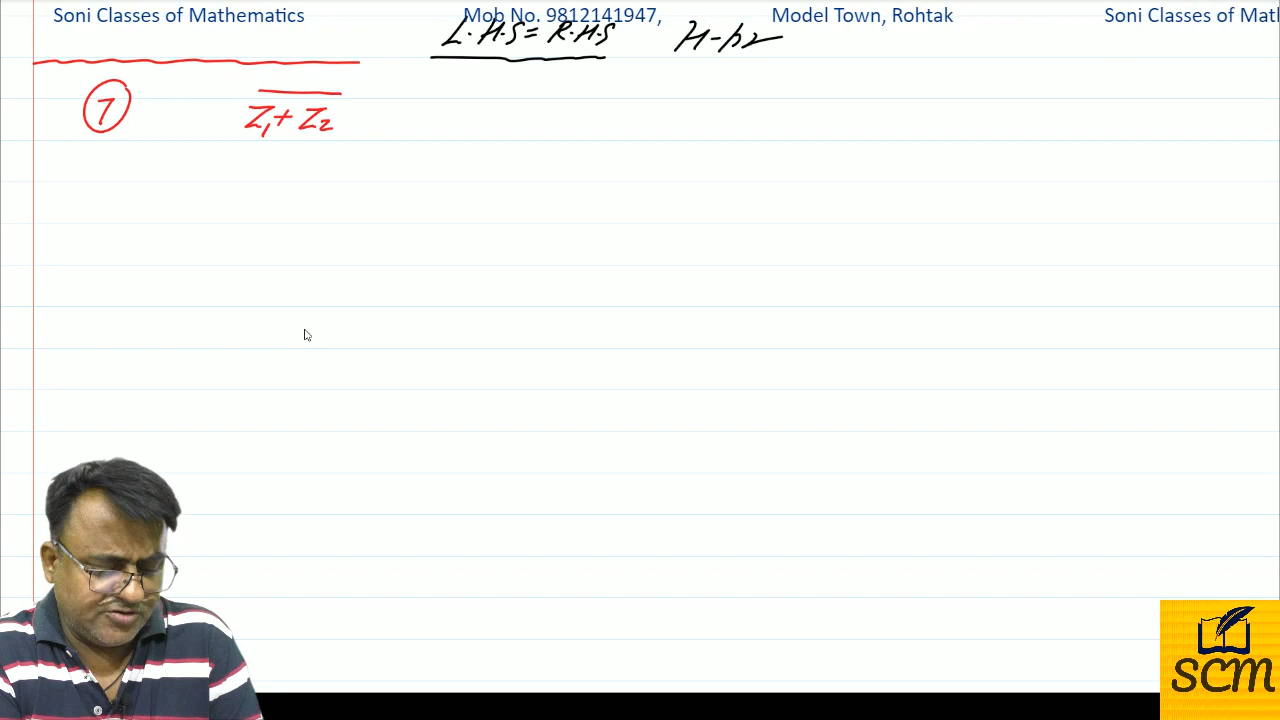 Soni Classes of Mathematics Mob No. 9812141947, Model Town, Rohtak Soni Classes of Mat
L.H.S = R.H.S H-p2
⑦ \overline{Z₁ + Z₂}
SCM